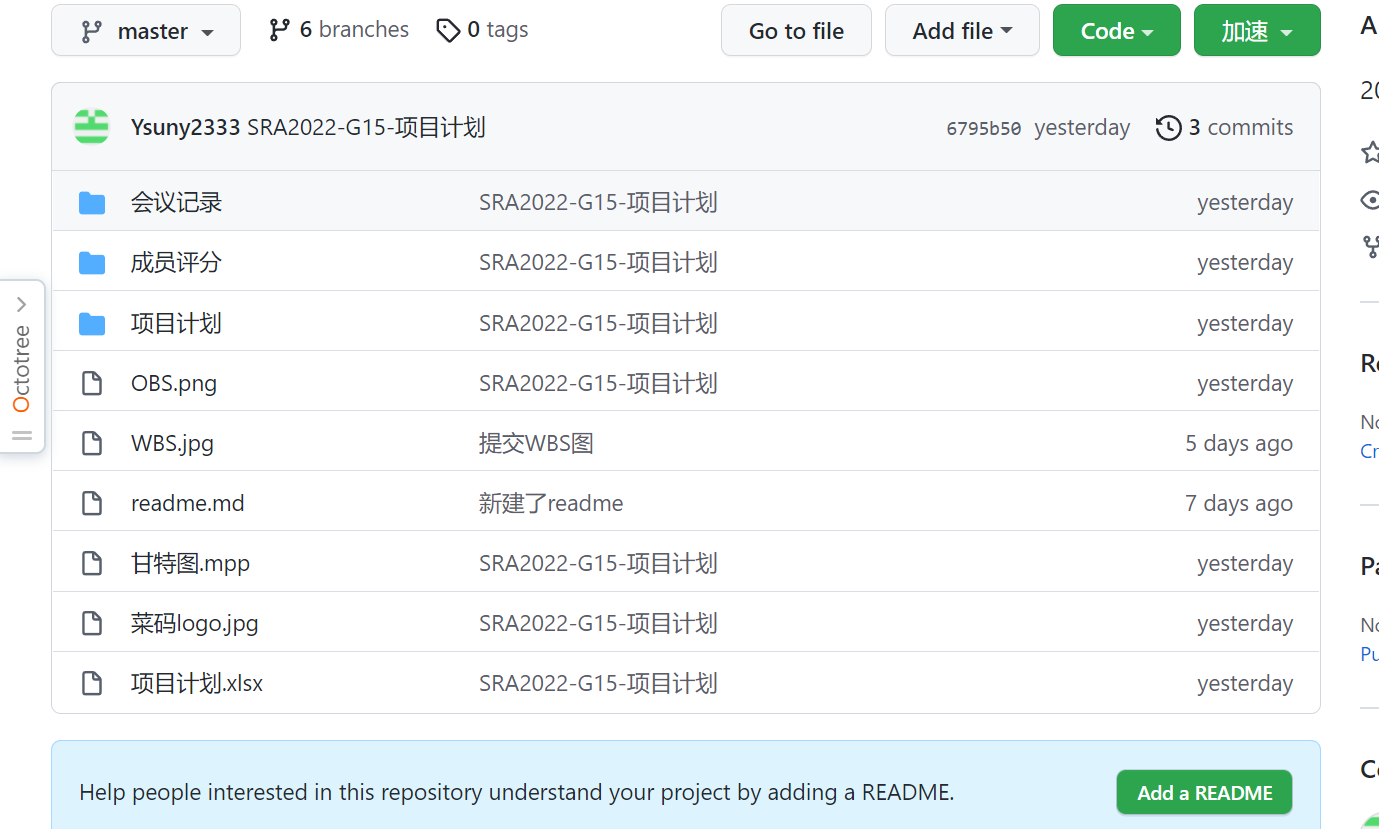 master 6 branches 0 tags Go to file Add file Code 加速
Ysuny2333 SRA2022-G15-项目计划 6795b50 yesterday 3 commits
会议记录 SRA2022-G15-项目计划 yesterday
成员评分 SRA2022-G15-项目计划 yesterday
项目计划 SRA2022-G15-项目计划 yesterday
OBS.png SRA2022-G15-项目计划 yesterday
WBS.jpg 提交WBS图 5 days ago
readme.md 新建了readme 7 days ago
甘特图.mpp SRA2022-G15-项目计划 yesterday
菜码logo.jpg SRA2022-G15-项目计划 yesterday
项目计划.xlsx SRA2022-G15-项目计划 yesterday
Help people interested in this repository understand your project by adding a README. Add a README
Octotree